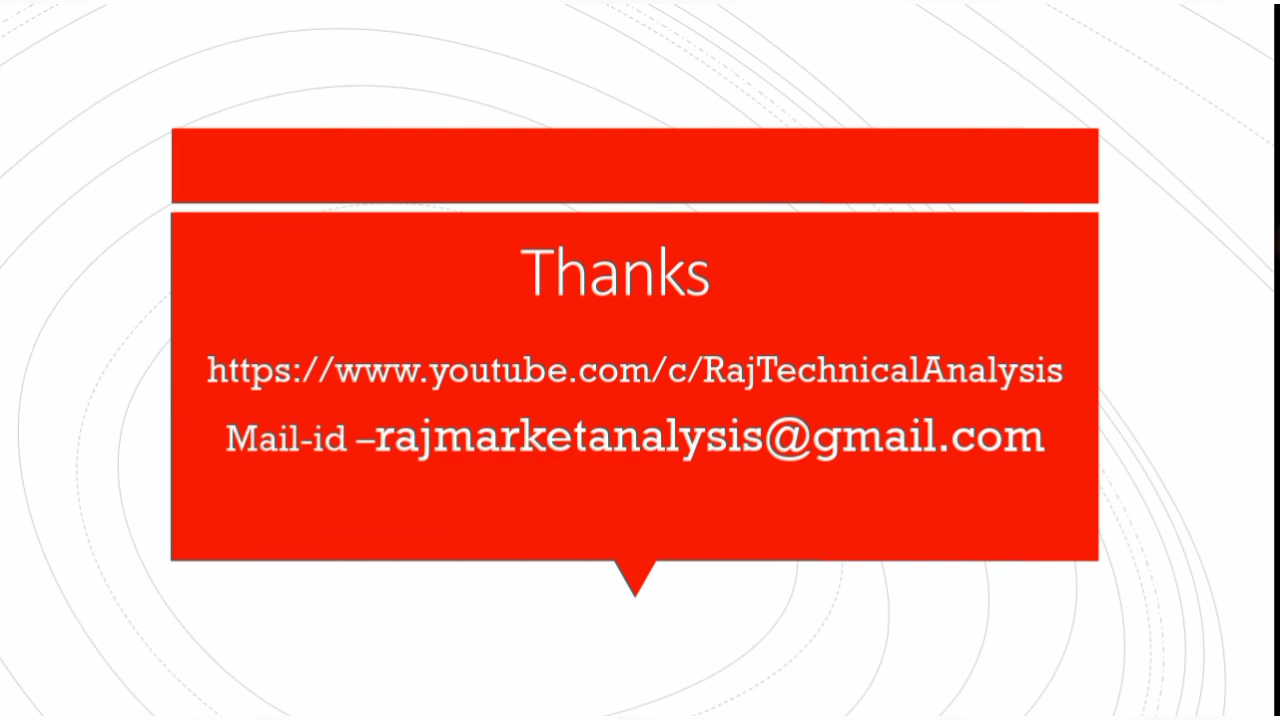 Thanks
https://www.youtube.com/c/RajTechnicalAnalysis
Mail-id –rajmarketanalysis@gmail.com